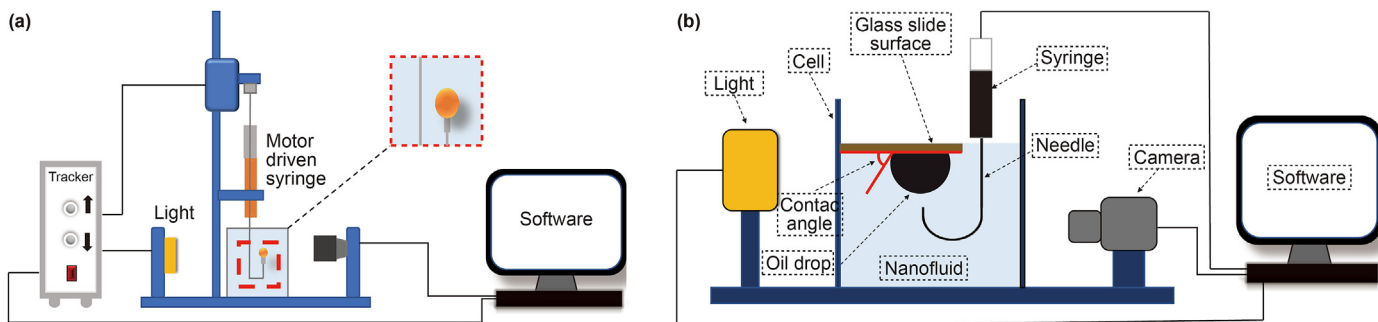 (a)
Motor
driven
syringe
Tracker
Light
Software
(b)
Glass slide
surface
Cell
Syringe
Light
Needle
Camera
Software
Contac
angle
Oil drop
Nanofluid